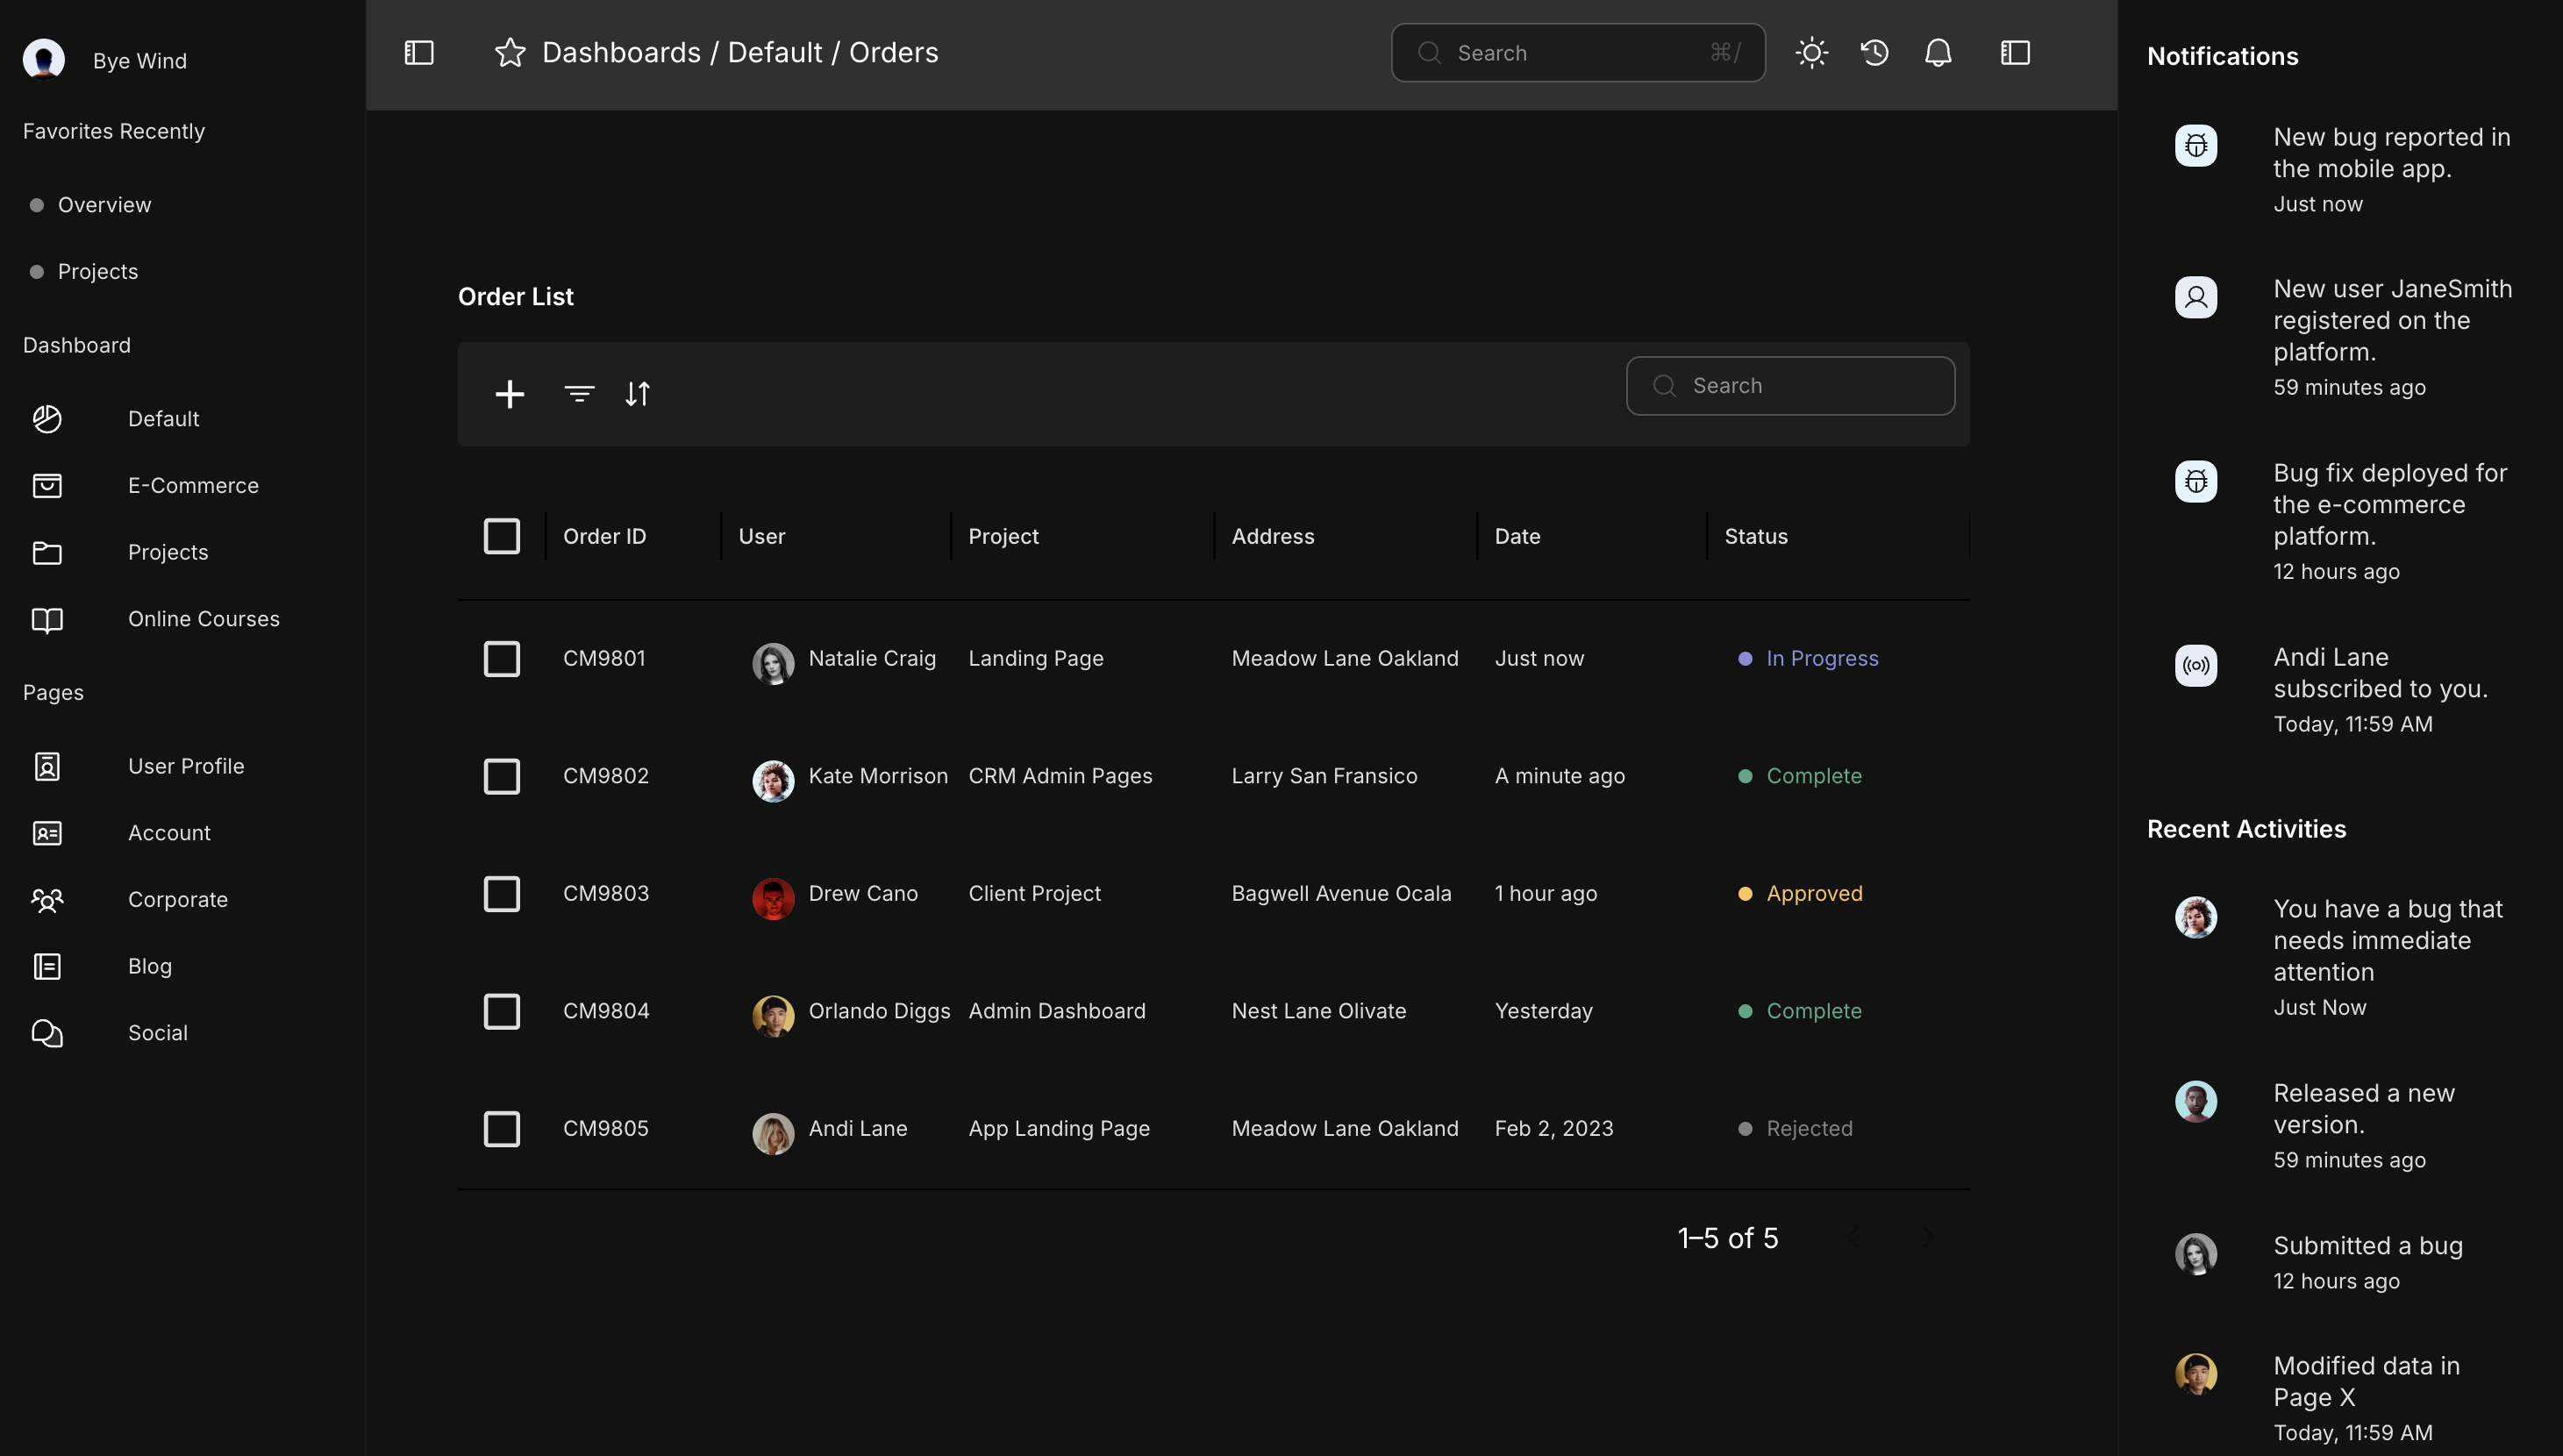 Bye Wind
Favorites Recently
Overview
Projects
Dashboard
Default
E-Commerce
Projects
Online Courses
Pages
User Profile
Account
Corporate
Blog
Social
Dashboards / Default / Orders
Search ⌘/
Order List
Search
Order ID User Project Address Date Status
CM9801 Natalie Craig Landing Page Meadow Lane Oakland Just now In Progress
CM9802 Kate Morrison CRM Admin Pages Larry San Fransico A minute ago Complete
CM9803 Drew Cano Client Project Bagwell Avenue Ocala 1 hour ago Approved
CM9804 Orlando Diggs Admin Dashboard Nest Lane Olivate Yesterday Complete
CM9805 Andi Lane App Landing Page Meadow Lane Oakland Feb 2, 2023 Rejected
1–5 of 5
Notifications
New bug reported in
the mobile app.
Just now
New user JaneSmith
registered on the
platform.
59 minutes ago
Bug fix deployed for
the e-commerce
platform.
12 hours ago
Andi Lane
subscribed to you.
Today, 11:59 AM
Recent Activities
You have a bug that
needs immediate
attention
Just Now
Released a new
version.
59 minutes ago
Submitted a bug
12 hours ago
Modified data in
Page X
Today, 11:59 AM